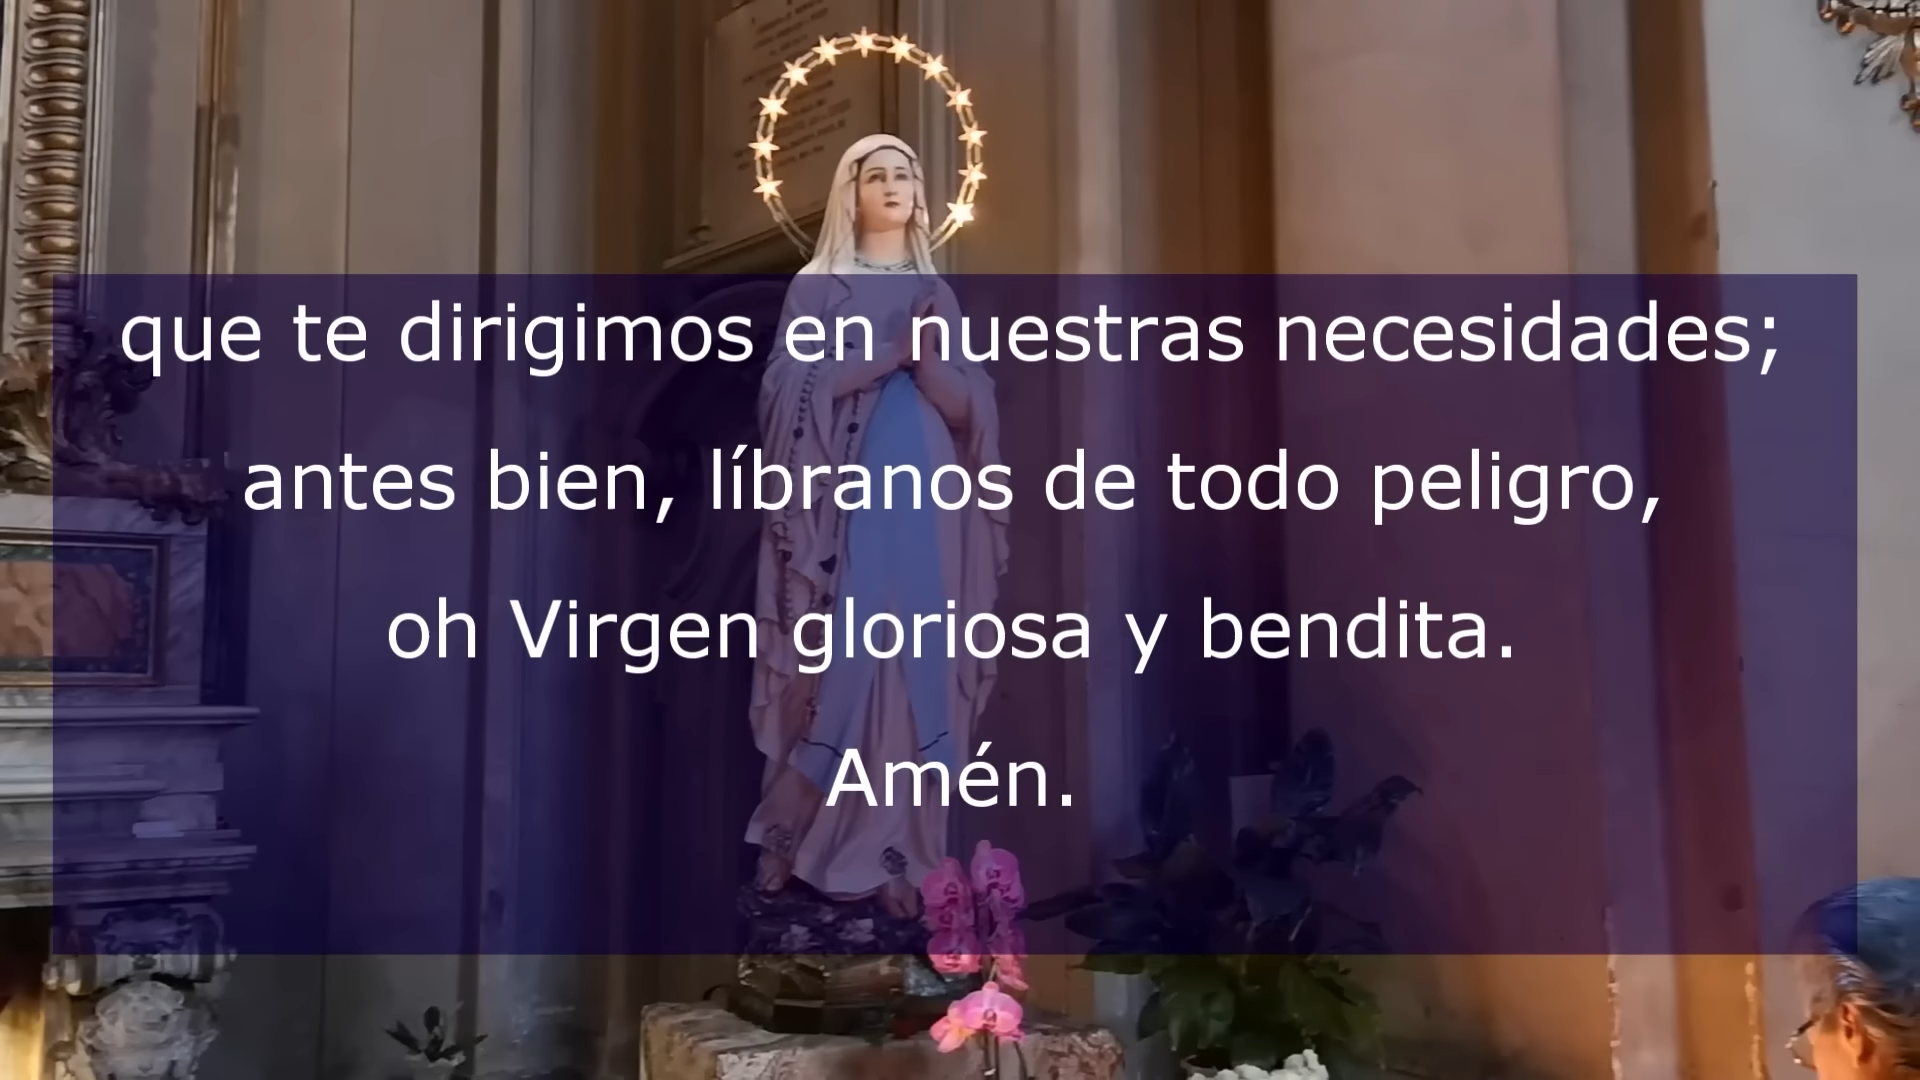 que te dirigimos en nuestras necesidades;
antes bien, líbranos de todo peligro,
oh Virgen gloriosa y bendita.
Amén.